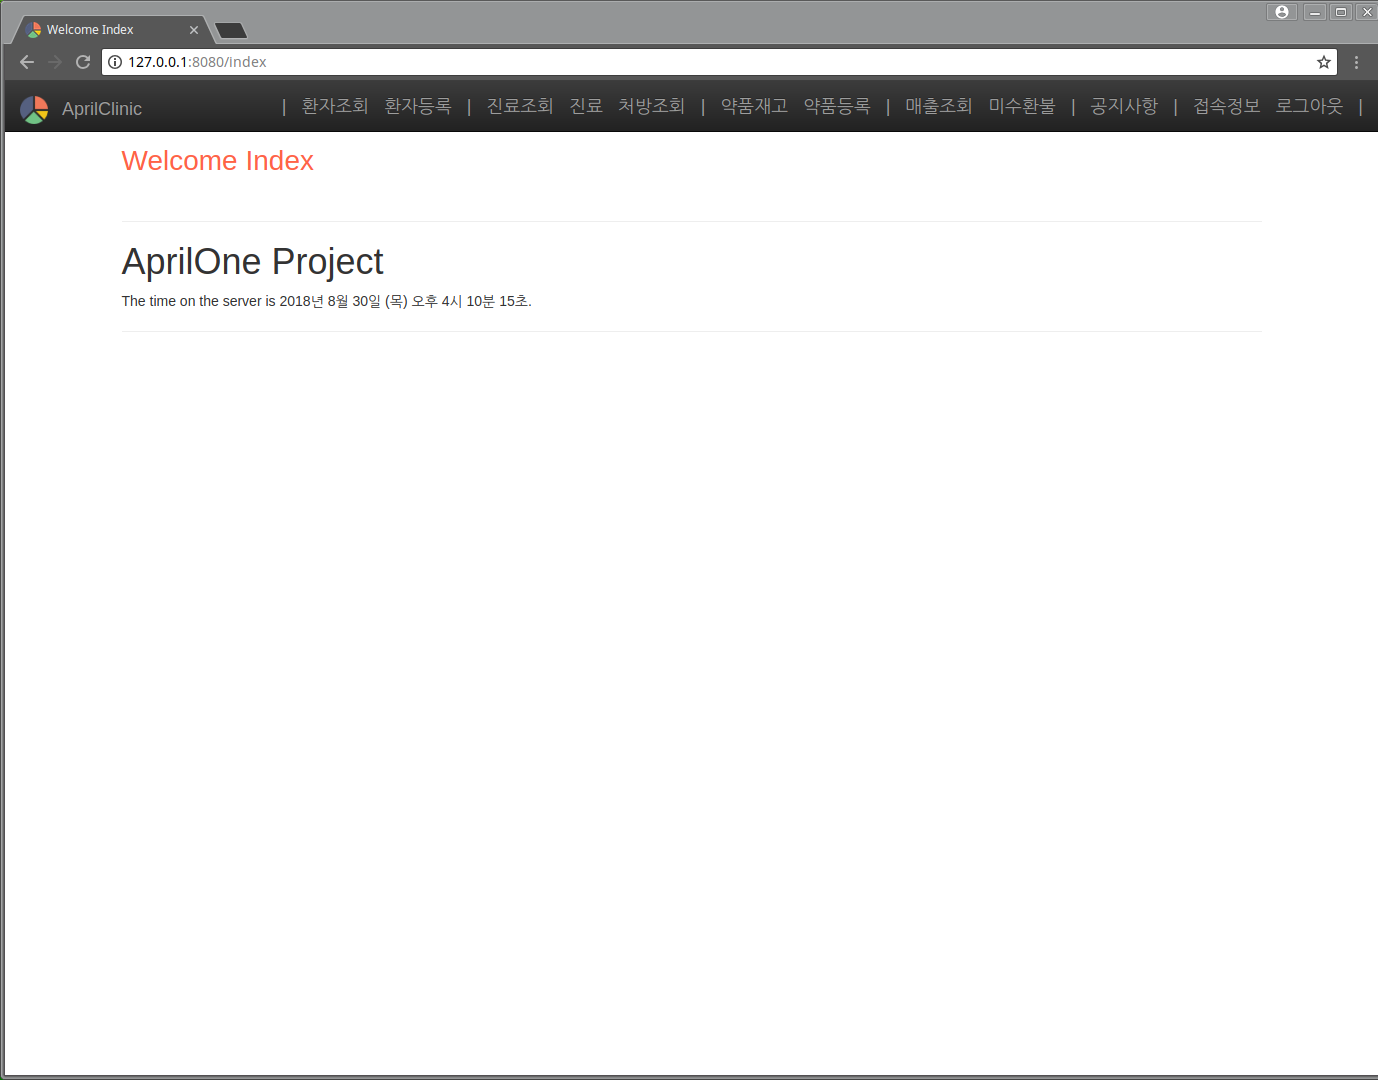 Welcome Index
127.0.0.1:8080/Index
AprilClinic | 환자조회 환자등록 | 진료조회 진료 처방조회 | 약품재고 약품등록 | 매출조회 미수환불 | 공지사항 | 접속정보 로그아웃 |
Welcome Index
AprilOne Project
The time on the server is 2018년 8월 30일 (목) 오후 4시 10분 15초.